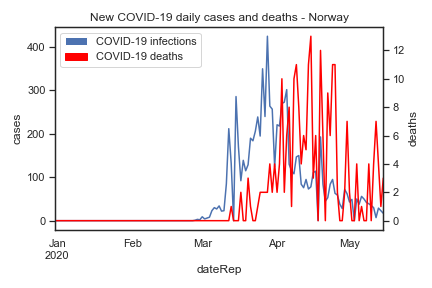 New COVID-19 daily cases and deaths - Norway
COVID-19 infections
COVID-19 deaths
400
300
200
100
0
cases
12
10
8
6
4
2
0
deaths
Jan
2020
Feb
Mar
Apr
May
dateRep